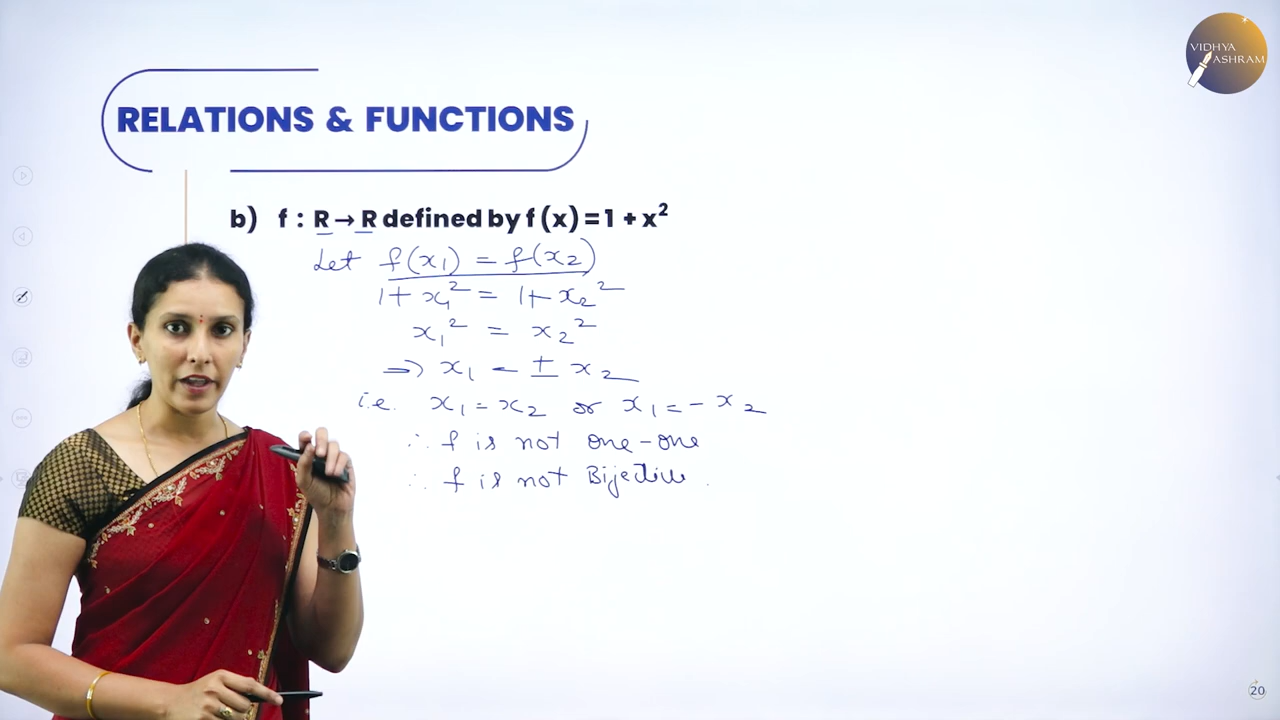 VIDHYA
ASHRAM
RELATIONS & FUNCTIONS
b) f : R → R defined by f (x) = 1 + x²
Let f(x₁) = f(x₂)
1 + x₁² = 1 + x₂²
x₁² = x₂²
⇒ x₁ = ± x₂
i.e. x₁ = x₂ or x₁ = - x₂
∴ f is not one-one
∴ f is not Bijective.
20